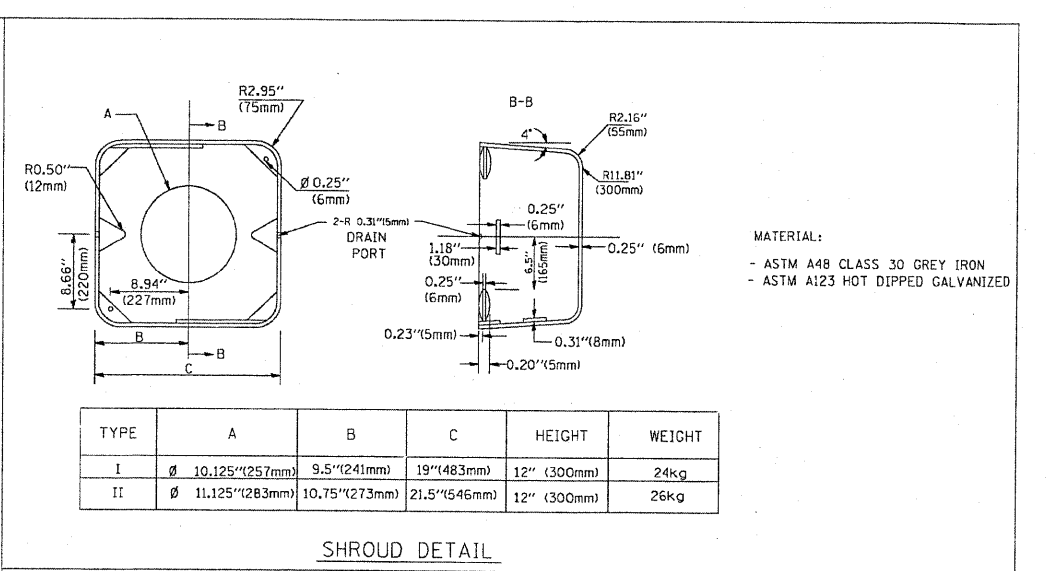 R2.95''
(75mm)
A
B
R0.50''
(12mm)
Ø 0.25''
(6mm)
2-R 0.31''(5mm)
DRAIN
PORT
8.66''
(220mm)
8.94''
(227mm)
B
B
C
B-B
4°
R2.16''
(55mm)
R11.81''
(300mm)
0.25''
(6mm)
1.18''
(30mm)
6.5''
(165mm)
0.25'' (6mm)
0.25''
(6mm)
0.23''(5mm)
0.31''(8mm)
0.20''(5mm)
MATERIAL:
- ASTM A48 CLASS 30 GREY IRON
- ASTM A123 HOT DIPPED GALVANIZED
TYPE A B C HEIGHT WEIGHT
I Ø 10.125''(257mm) 9.5''(241mm) 19''(483mm) 12'' (300mm) 24kg
II Ø 11.125''(283mm) 10.75''(273mm) 21.5''(546mm) 12'' (300mm) 26kg
SHROUD DETAIL